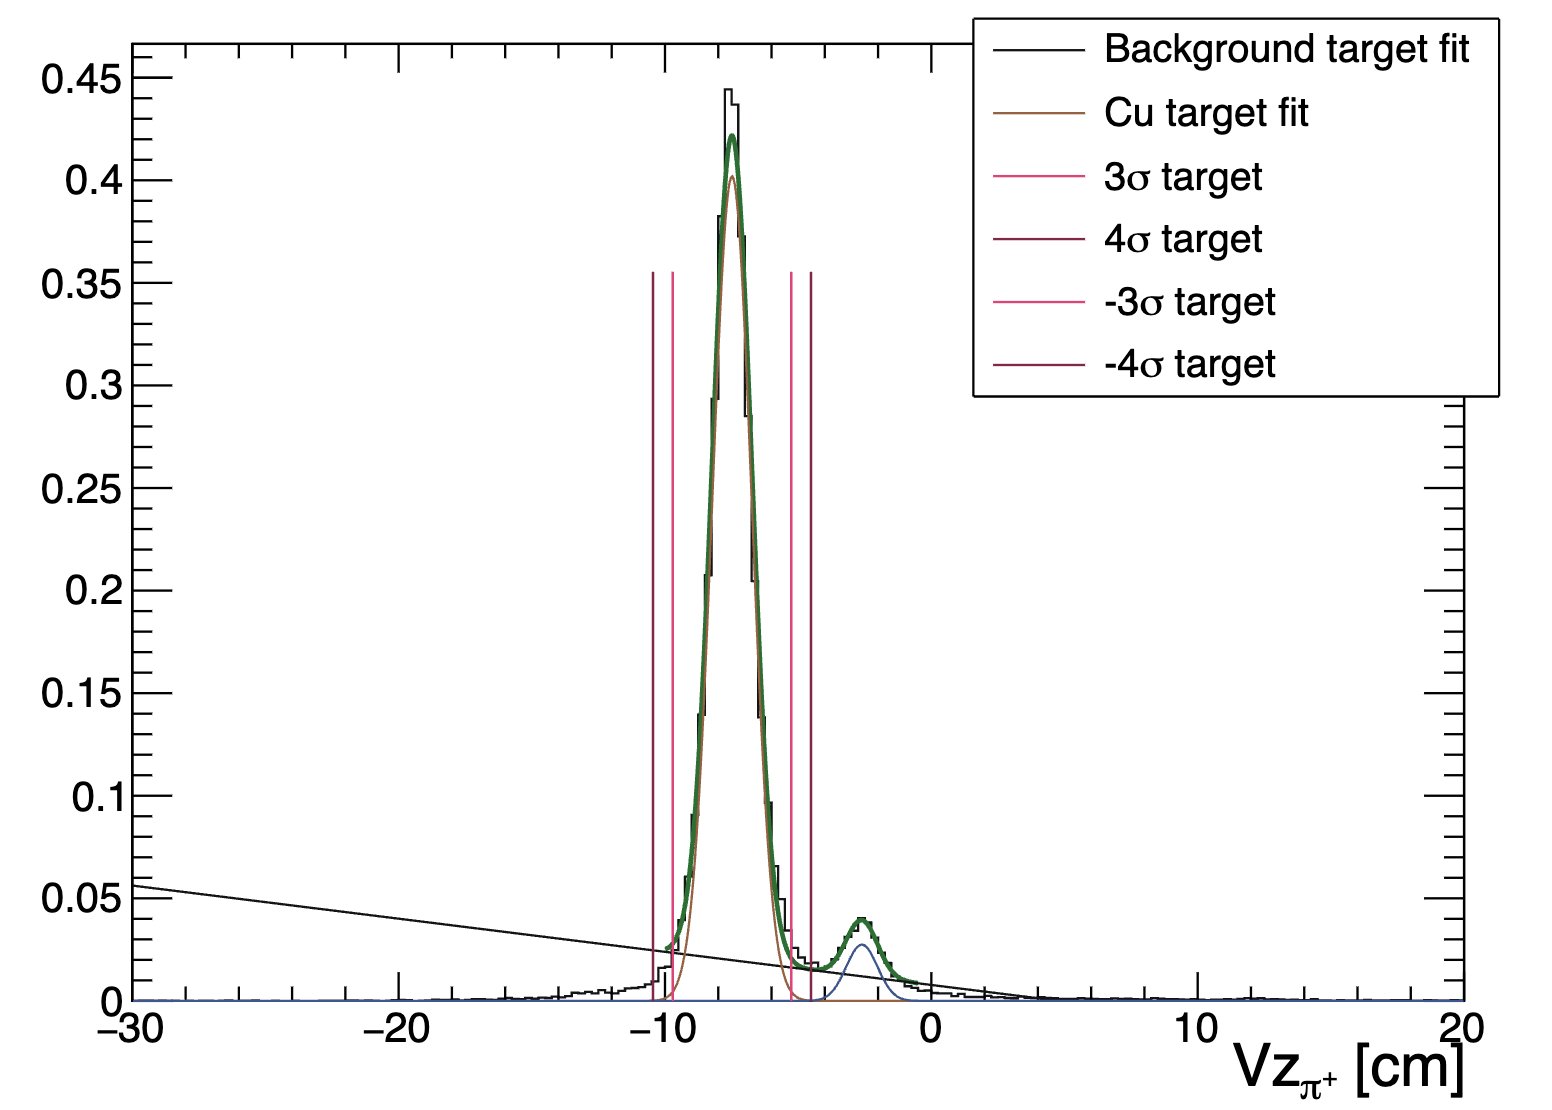 Background target fit
Cu target fit
3σ target
4σ target
-3σ target
-4σ target
0.45
0.4
0.35
0.3
0.25
0.2
0.15
0.1
0.05
0
−30 −20 −10 0 10 20
Vz_π⁺ [cm]